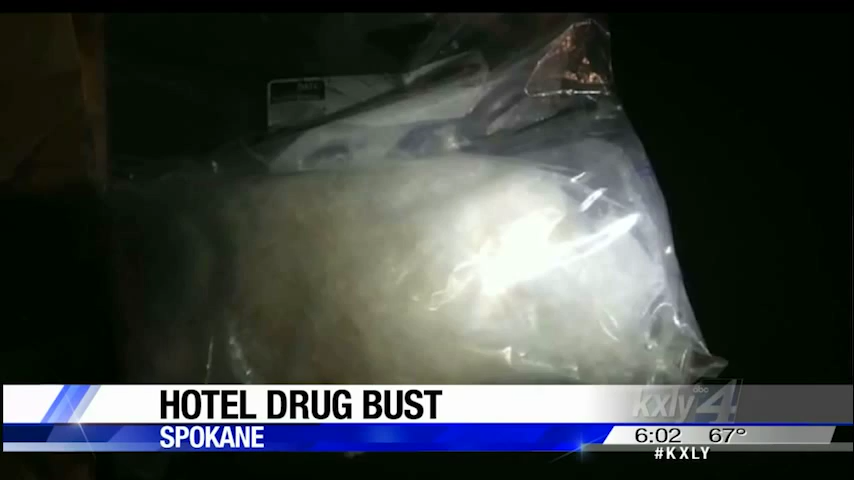 HOTEL DRUG BUST
SPOKANE
abc
kxly4
6:02 67°
#KXLY